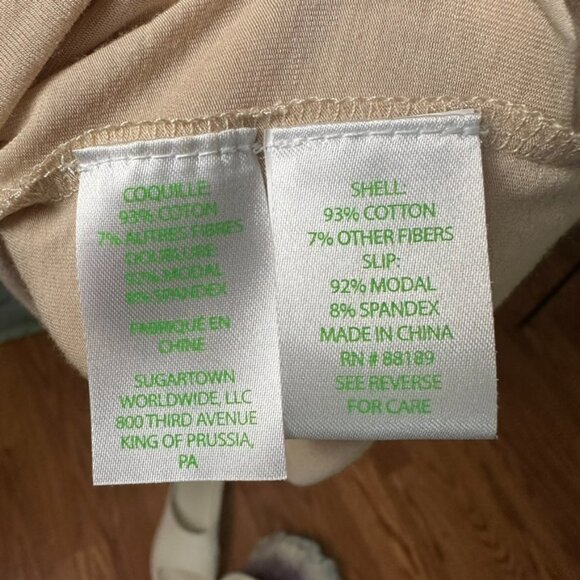 COQUILLE:
93% COTON
7% AUTRES FIBRES
DOUBLURE
92% MODAL
8% SPANDEX
FABRIQUÉ EN
CHINE
SUGARTOWN
WORLDWIDE, LLC
800 THIRD AVENUE
KING OF PRUSSIA,
PA
SHELL:
93% COTTON
7% OTHER FIBERS
SLIP:
92% MODAL
8% SPANDEX
MADE IN CHINA
RN # 88189
SEE REVERSE
FOR CARE